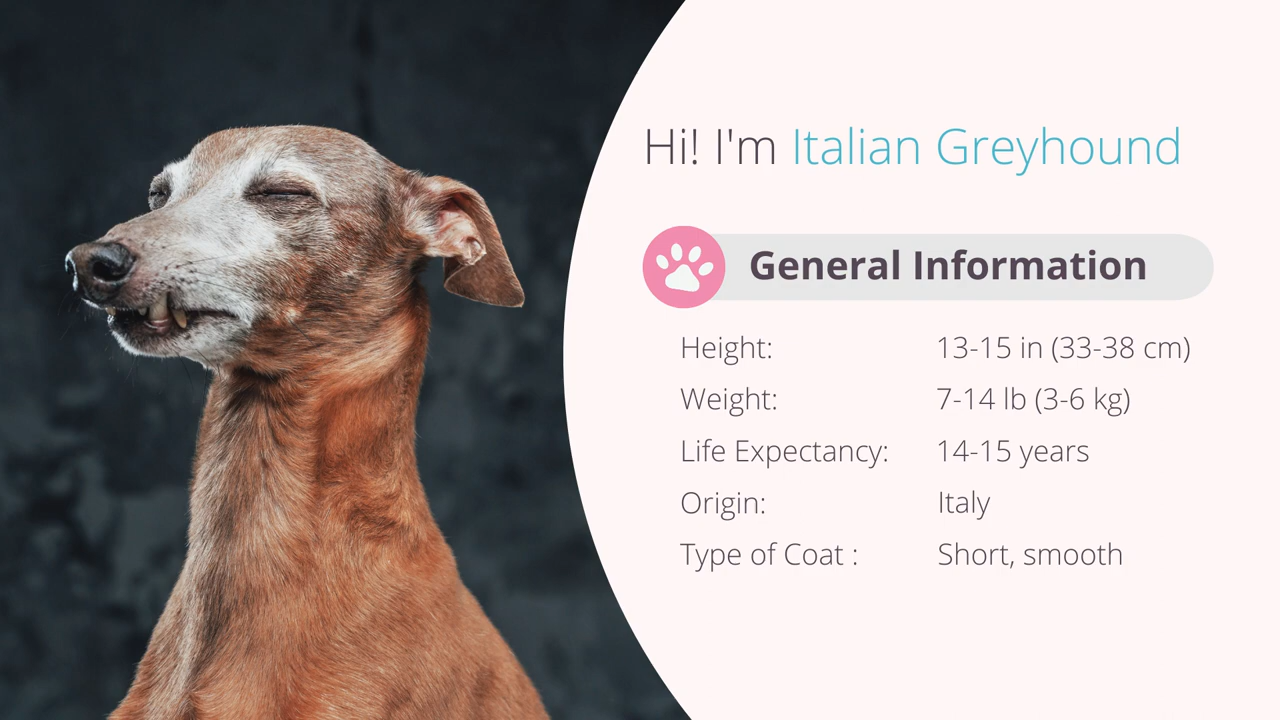 Hi! I'm Italian Greyhound
General Information
Height: 13-15 in (33-38 cm)
Weight: 7-14 lb (3-6 kg)
Life Expectancy: 14-15 years
Origin: Italy
Type of Coat : Short, smooth